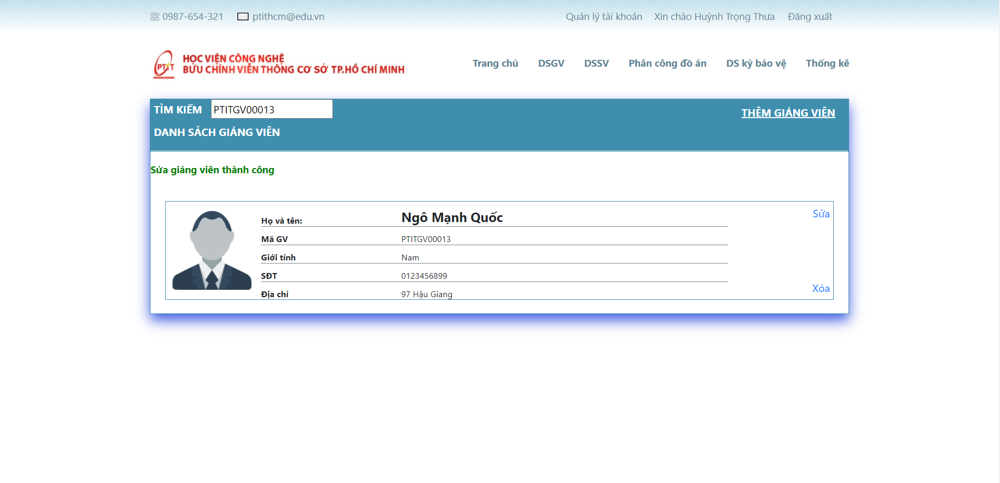 0987-654-321 ptithcm@edu.vn Quản lý tài khoản Xin chào Huỳnh Trọng Thưa Đăng xuất
PTIT
HỌC VIỆN CÔNG NGHỆ
BƯU CHÍNH VIỄN THÔNG CƠ SỞ TP.HỒ CHÍ MINH
Trang chủ DSGV DSSV Phân công đồ án DS kỳ bảo vệ Thống kê
TÌM KIẾM PTITGV00013 THÊM GIẢNG VIÊN
DANH SÁCH GIẢNG VIÊN
Sửa giảng viên thành công
Họ và tên: Ngô Mạnh Quốc Sửa
Mã GV PTITGV00013
Giới tính Nam
SĐT 0123456899
Địa chỉ 97 Hậu Giang Xóa